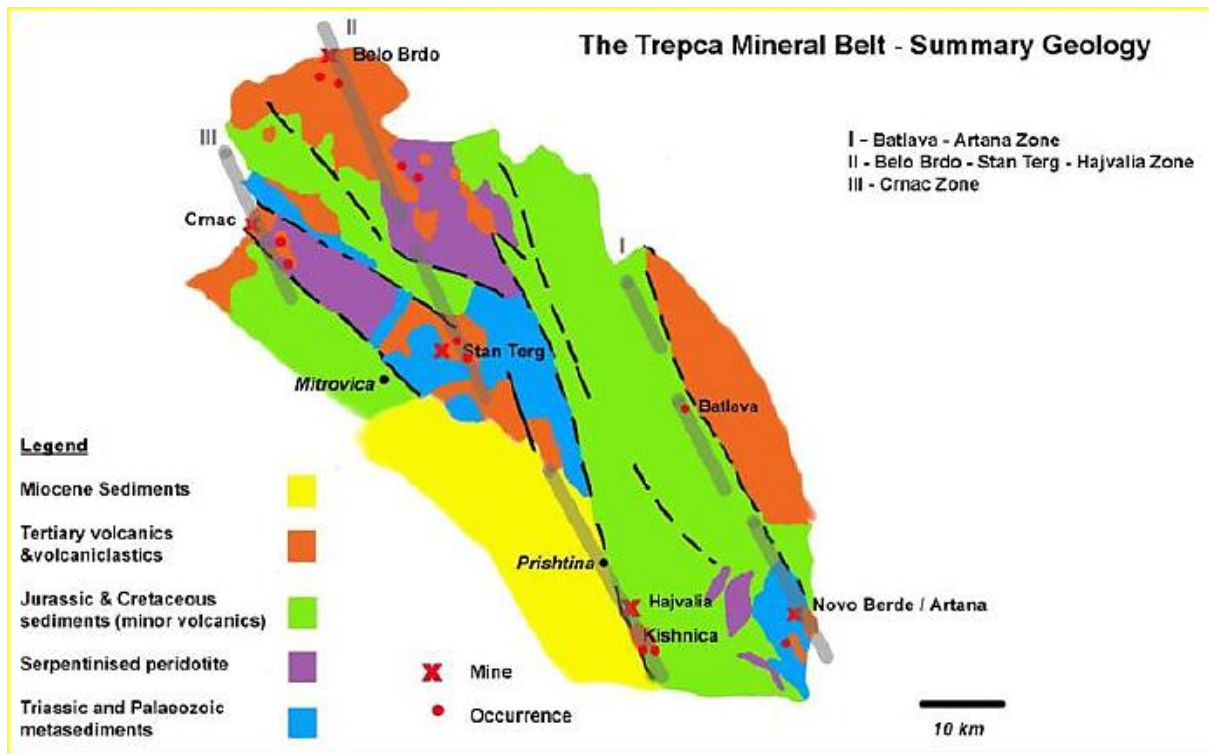 The Trepca Mineral Belt - Summary Geology
I - Batlava - Artana Zone
II - Belo Brdo - Stan Terg - Hajvalia Zone
III - Crnac Zone
II
Belo Brdo
III
Crnac
I
Stan Terg
Mitrovica
Batlava
Prishtina
Hajvalia
Kishnica
Novo Berde / Artana
Legend
Miocene Sediments
Tertiary volcanics
&volcaniclastics
Jurassic & Cretaceous
sediments (minor volcanics)
Serpentinised peridotite
Triassic and Palaeozoic
metasediments
Mine
Occurrence
10 km